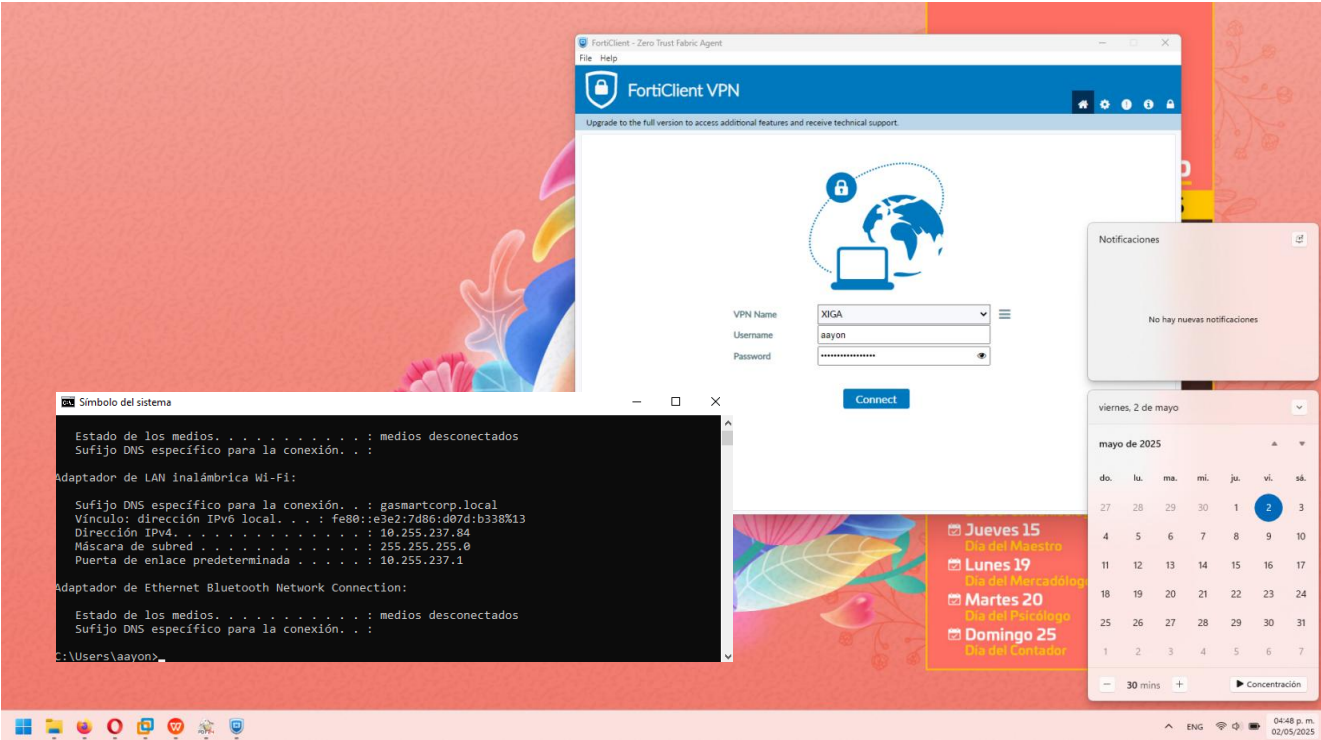 FortiClient - Zero Trust Fabric Agent
File Help
FortiClient VPN
Upgrade to the full version to access additional features and receive technical support.
VPN Name XIGA
Username aayon
Password ••••••••••••••••
Connect
Notificaciones
No hay nuevas notificaciones
Símbolo del sistema
Estado de los medios. . . . . . . . . . . : medios desconectados
Sufijo DNS específico para la conexión. . :
Adaptador de LAN inalámbrica Wi-Fi:
Sufijo DNS específico para la conexión. . : gasmartcorp.local
Vínculo: dirección IPv6 local. . . : fe80::e3e2:7d86:d07d:b338%13
Dirección IPv4. . . . . . . . . . . . . . : 10.255.237.84
Máscara de subred . . . . . . . . . . . . : 255.255.255.0
Puerta de enlace predeterminada . . . . . : 10.255.237.1
Adaptador de Ethernet Bluetooth Network Connection:
Estado de los medios. . . . . . . . . . . : medios desconectados
Sufijo DNS específico para la conexión. . :
C:\Users\aayon>_
Jueves 15
Día del Maestro
Lunes 19
Día del Mercadólogo
Martes 20
Día del Psicólogo
Domingo 25
Día del Contador
viernes, 2 de mayo
mayo de 2025
do. lu. ma. mi. ju. vi. sá.
27 28 29 30 1 2 3
4 5 6 7 8 9 10
11 12 13 14 15 16 17
18 19 20 21 22 23 24
25 26 27 28 29 30 31
1 2 3 4 5 6 7
30 mins
Concentración
ENG
04:48 p. m.
02/05/2025